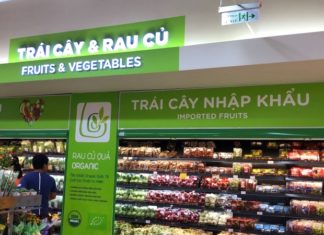 TRÁI CÂY & RAU CỦ
FRUITS & VEGETABLES
TRÁI CÂY NHẬP KHẨU
IMPORTED FRUITS
RAU CỦ QUẢ
ORGANIC